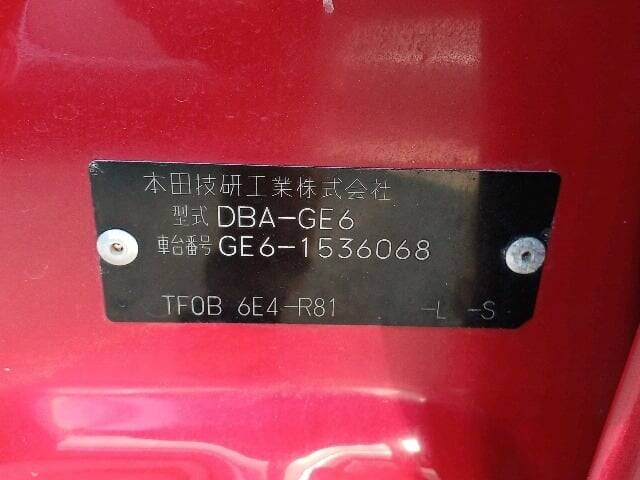 本田技研工業株式会社
型式 DBA-GE6
車台番号 GE6-1536068
TF0B 6E4-R81 -L -S